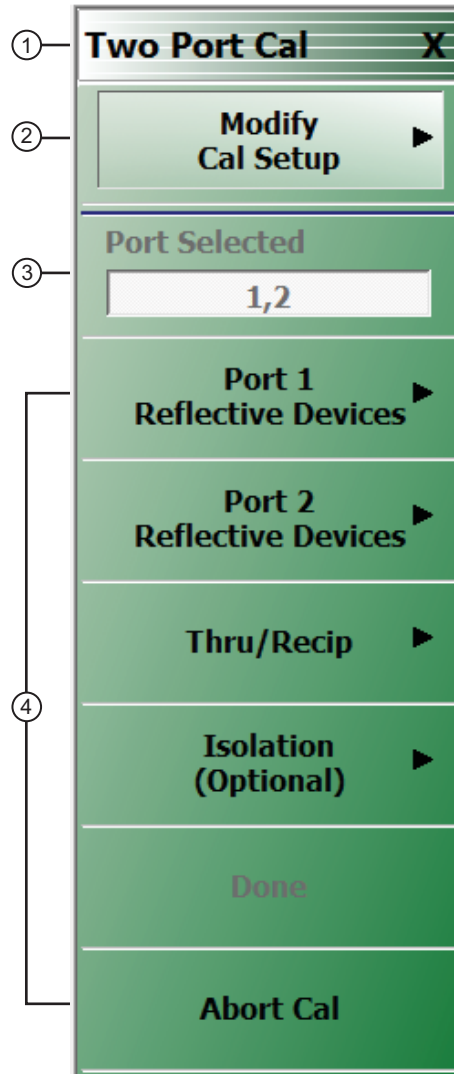 1
Two Port Cal X
2
Modify
Cal Setup
Port Selected
3
1,2
Port 1
Reflective Devices
Port 2
Reflective Devices
Thru/Recip
4
Isolation
(Optional)
Done
Abort Cal